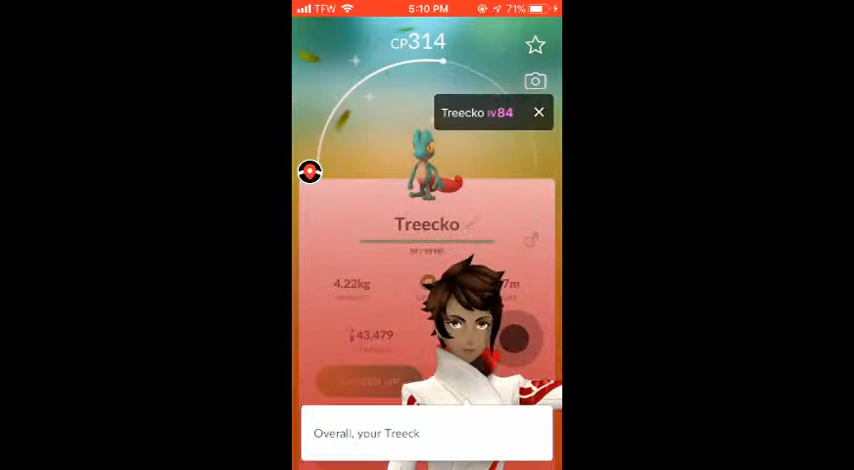 TFW 5:10 PM 71%
CP314
Treecko IV84 ×
Treecko
4.22kg
43,479
Overall, your Treeck